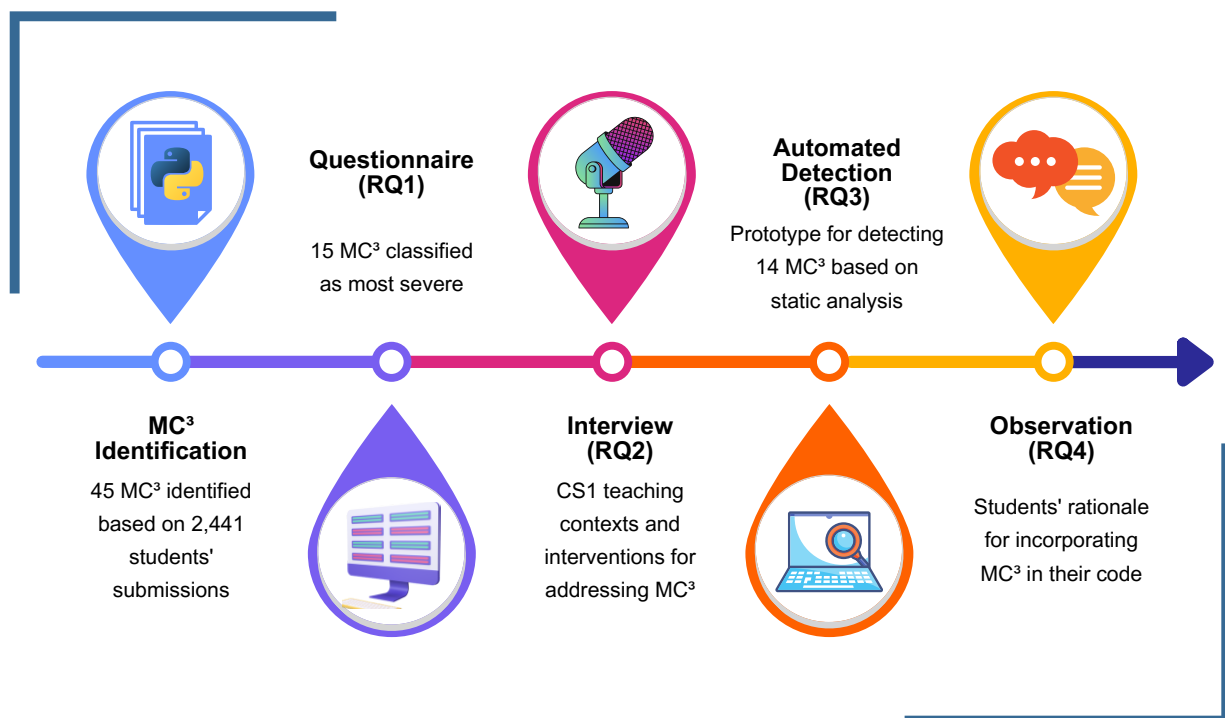 MC³
Identification
45 MC³ identified
based on 2,441
students'
submissions
Questionnaire
(RQ1)
15 MC³ classified
as most severe
Interview
(RQ2)
CS1 teaching
contexts and
interventions for
addressing MC³
Automated
Detection
(RQ3)
Prototype for detecting
14 MC³ based on
static analysis
Observation
(RQ4)
Students' rationale
for incorporating
MC³ in their code